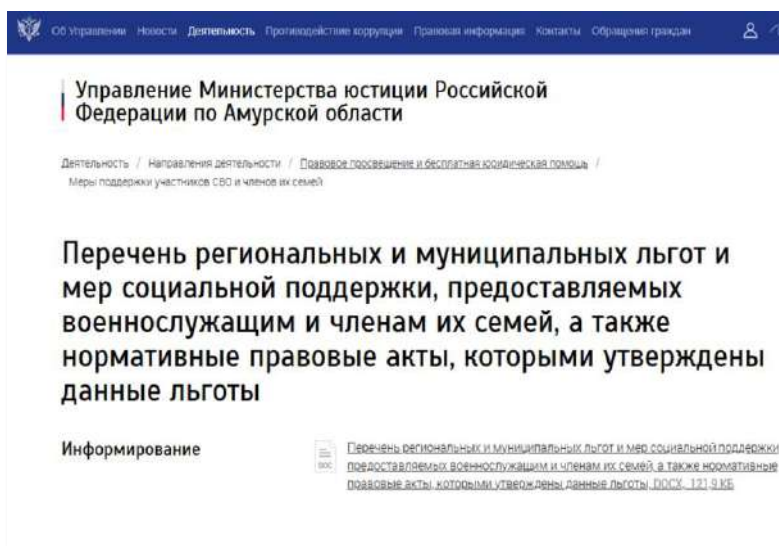 Об Управлении Новости Деятельность Противодействие коррупции Правовая информация Контакты Обращения граждан
Управление Министерства юстиции Российской
Федерации по Амурской области
Деятельность / Направления деятельности / Правовое просвещение и бесплатная юридическая помощь /
Меры поддержки участников СВО и членов их семей
Перечень региональных и муниципальных льгот и
мер социальной поддержки, предоставляемых
военнослужащим и членам их семей, а также
нормативные правовые акты, которыми утверждены
данные льготы
Информирование
DOC
Перечень региональных и муниципальных льгот и мер социальной поддержки
предоставляемых военнослужащим и членам их семей, а также нормативные
правовые акты, которыми утверждены данные льготы, DOCX, 121,9 КБ